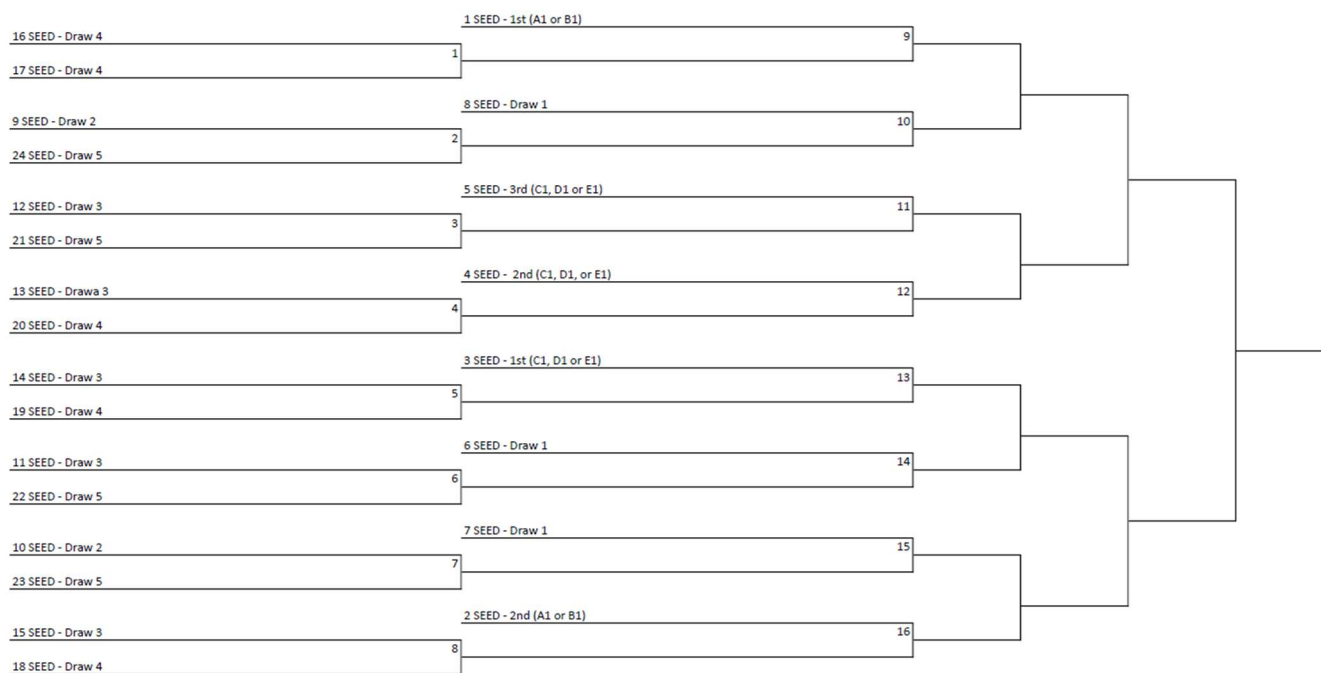 1 SEED - 1st (A1 or B1)
16 SEED - Draw 4
9
1
17 SEED - Draw 4
8 SEED - Draw 1
9 SEED - Draw 2
10
2
24 SEED - Draw 5
5 SEED - 3rd (C1, D1 or E1)
12 SEED - Draw 3
11
3
21 SEED - Draw 5
4 SEED - 2nd (C1, D1, or E1)
13 SEED - Drawa 3
12
4
20 SEED - Draw 4
3 SEED - 1st (C1, D1 or E1)
14 SEED - Draw 3
13
5
19 SEED - Draw 4
6 SEED - Draw 1
11 SEED - Draw 3
14
6
22 SEED - Draw 5
7 SEED - Draw 1
10 SEED - Draw 2
15
7
23 SEED - Draw 5
2 SEED - 2nd (A1 or B1)
15 SEED - Draw 3
16
8
18 SEED - Draw 4